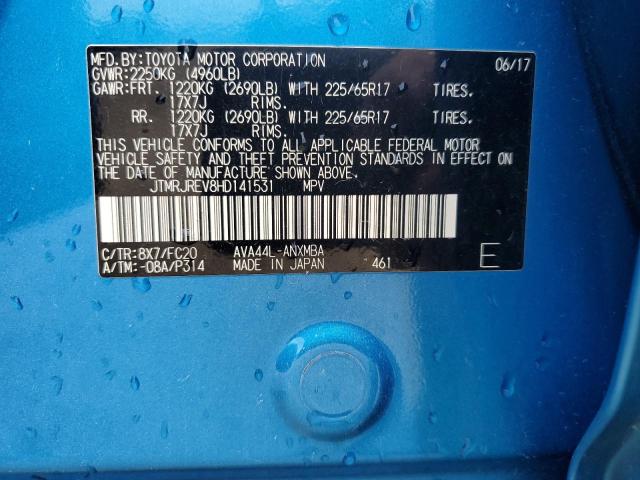 MFD.BY:TOYOTA MOTOR CORPORATION 06/17
GVWR:2250KG (4960LB)
GAWR:FRT. 1220KG (2690LB) WITH 225/65R17 TIRES.
17X7J RIMS.
RR. 1220KG (2690LB) WITH 225/65R17 TIRES.
17X7J RIMS.
THIS VEHICLE CONFORMS TO ALL APPLICABLE FEDERAL MOTOR
VEHICLE SAFETY AND THEFT PREVENTION STANDARDS IN EFFECT ON
THE DATE OF MANUFACTURE SHOWN ABOVE.
JTMRJREV8HD141531 MPV
C/TR:8X7/FC20 AVA44L-ANXMBA
A/TM:-08A/P314 MADE IN JAPAN 461 E